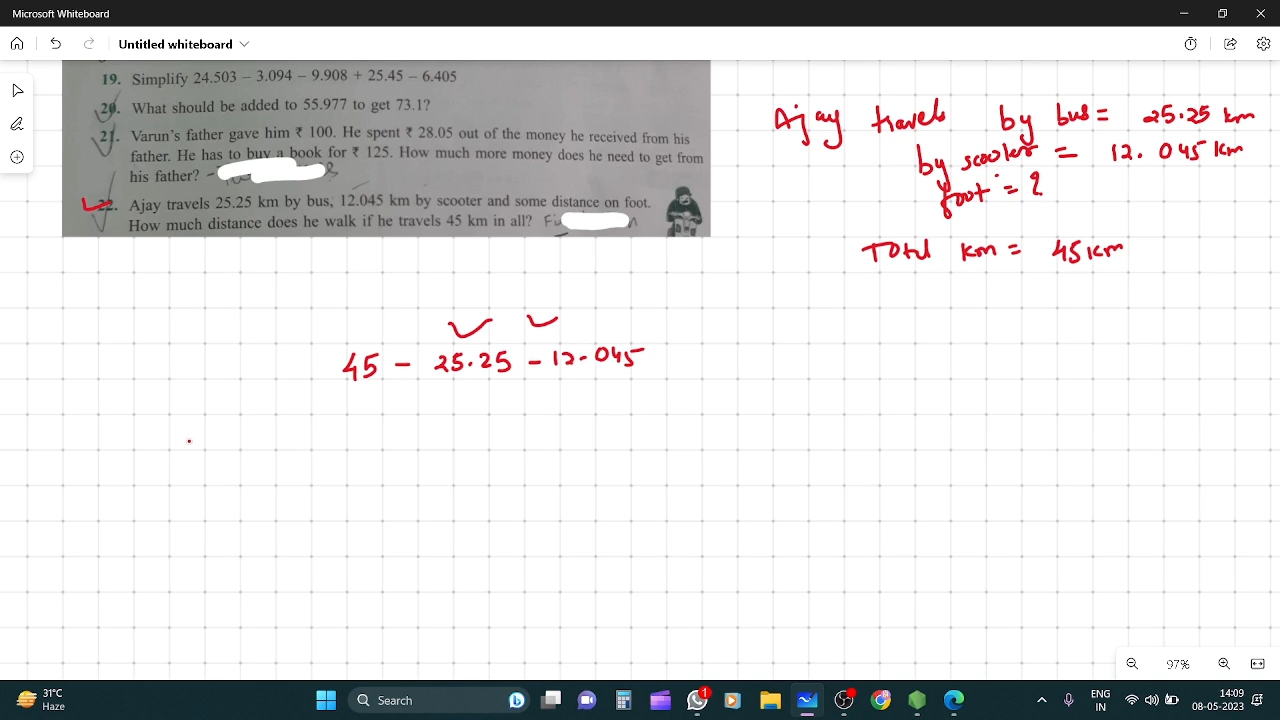 Microsoft Whiteboard
Untitled whiteboard
19. Simplify 24.503 – 3.094 – 9.908 + 25.45 – 6.405
20. What should be added to 55.977 to get 73.1?
21. Varun's father gave him ₹ 100. He spent ₹ 28.05 out of the money he received from his
father. He has to buy a book for ₹ 125. How much more money does he need to get from
his father?
22. Ajay travels 25.25 km by bus, 12.045 km by scooter and some distance on foot.
How much distance does he walk if he travels 45 km in all?
Ajay travels by bus = 25.25 km
by scooter = 12.045 km
foot = ?
Total km = 45 km
45 - 25.25 - 12.045
97%
31°C
Haze
Search
1
ENG
IN
14:09
08-05-2023